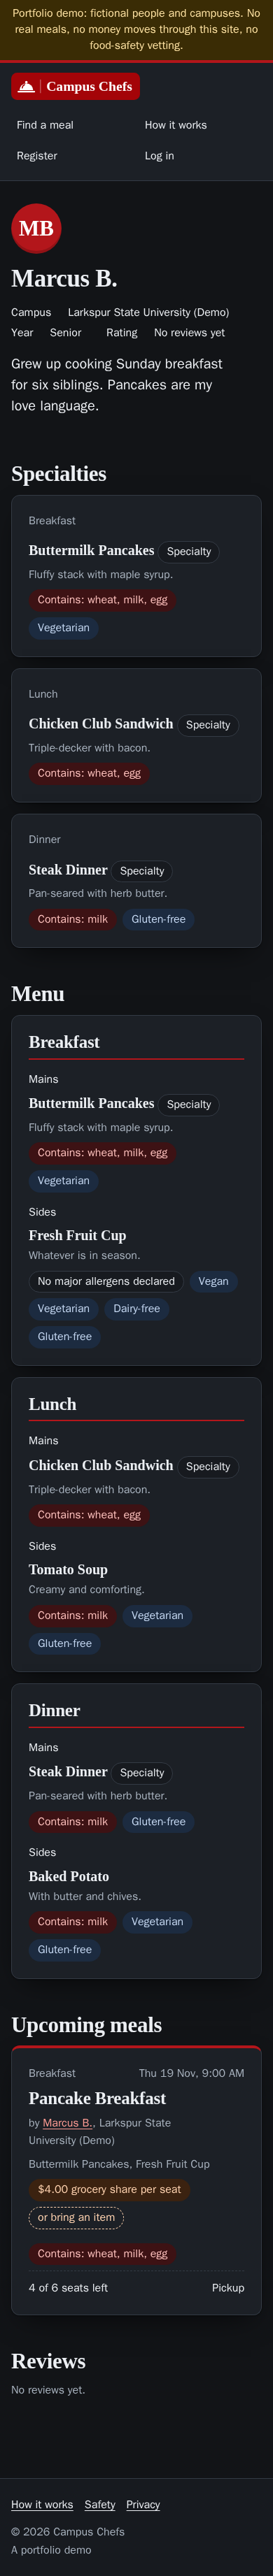 Portfolio demo: fictional people and campuses. No
real meals, no money moves through this site, no
food-safety vetting.
Campus Chefs
Find a meal
How it works
Register
Log in
MB
Marcus B.
Campus Larkspur State University (Demo)
Year Senior Rating No reviews yet
Grew up cooking Sunday breakfast
for six siblings. Pancakes are my
love language.
Specialties
Breakfast
Buttermilk Pancakes Specialty
Fluffy stack with maple syrup.
Contains: wheat, milk, egg
Vegetarian
Lunch
Chicken Club Sandwich Specialty
Triple-decker with bacon.
Contains: wheat, egg
Dinner
Steak Dinner Specialty
Pan-seared with herb butter.
Contains: milk Gluten-free
Menu
Breakfast
Mains
Buttermilk Pancakes Specialty
Fluffy stack with maple syrup.
Contains: wheat, milk, egg
Vegetarian
Sides
Fresh Fruit Cup
Whatever is in season.
No major allergens declared Vegan
Vegetarian Dairy-free
Gluten-free
Lunch
Mains
Chicken Club Sandwich Specialty
Triple-decker with bacon.
Contains: wheat, egg
Sides
Tomato Soup
Creamy and comforting.
Contains: milk Vegetarian
Gluten-free
Dinner
Mains
Steak Dinner Specialty
Pan-seared with herb butter.
Contains: milk Gluten-free
Sides
Baked Potato
With butter and chives.
Contains: milk Vegetarian
Gluten-free
Upcoming meals
Breakfast Thu 19 Nov, 9:00 AM
Pancake Breakfast
by Marcus B., Larkspur State
University (Demo)
Buttermilk Pancakes, Fresh Fruit Cup
$4.00 grocery share per seat
or bring an item
Contains: wheat, milk, egg
4 of 6 seats left Pickup
Reviews
No reviews yet.
How it works Safety Privacy
© 2026 Campus Chefs
A portfolio demo